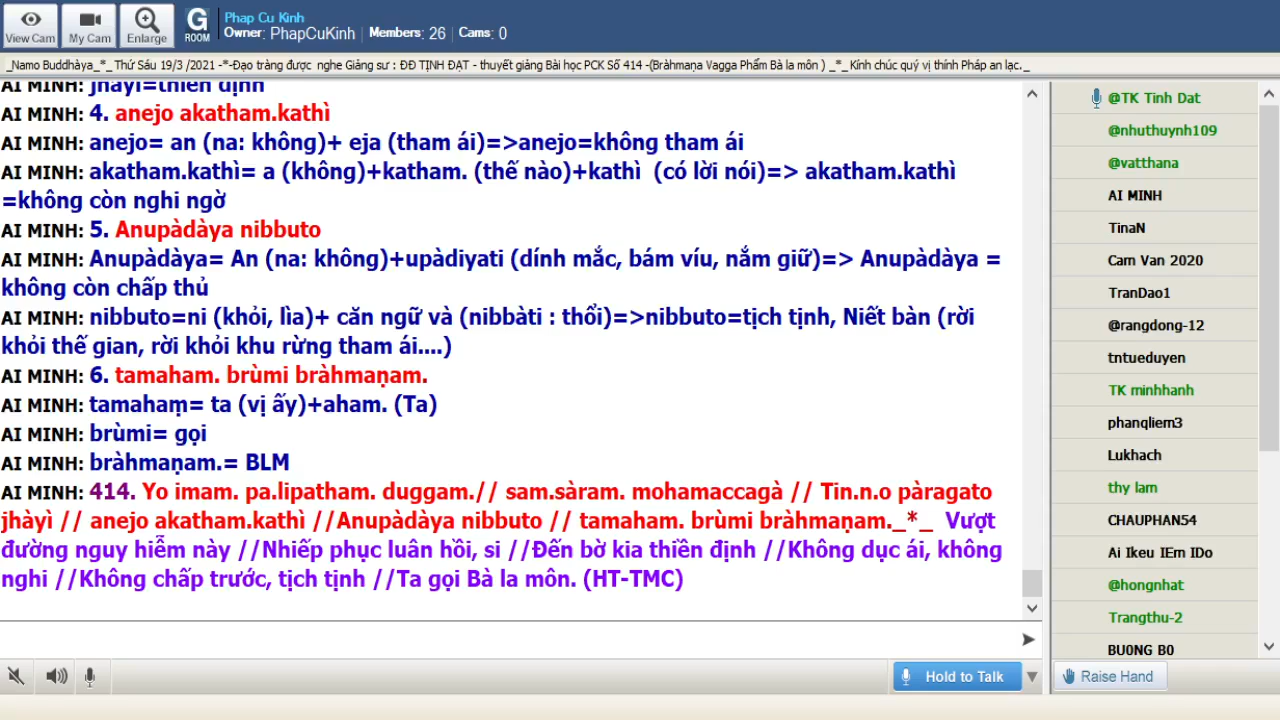 View Cam
My Cam
Enlarge
G
ROOM
Phap Cu Kinh
Owner: PhapCuKinh | Members: 26 | Cams: 0
_Namo Buddhàya_*_ Thứ Sáu 19/3 /2021 -*-Đạo tràng được nghe Giảng sư : ĐĐ TỊNH ĐẠT - thuyết giảng Bài học PCK Số 414 -(Bràhmaṇa Vagga Phẩm Bà la môn ) _*_ Kính chúc quý vị thính Pháp an lạc._
AI MINH: jhàyì=thiền định
AI MINH: 4. anejo akatham.kathì
AI MINH: anejo= an (na: không)+ eja (tham ái)=>anejo=không tham ái
AI MINH: akatham.kathì= a (không)+katham. (thế nào)+kathì (có lời nói)=> akatham.kathì
=không còn nghi ngờ
AI MINH: 5. Anupàdàya nibbuto
AI MINH: Anupàdàya= An (na: không)+upàdiyati (dính mắc, bám víu, nắm giữ)=> Anupàdàya =
không còn chấp thủ
AI MINH: nibbuto=ni (khỏi, lìa)+ căn ngữ và (nibbàti : thổi)=>nibbuto=tịch tịnh, Niết bàn (rời
khỏi thế gian, rời khỏi khu rừng tham ái....)
AI MINH: 6. tamaham. brùmi bràhmaṇam.
AI MINH: tamahaṃ= ta (vị ấy)+aham. (Ta)
AI MINH: brùmi= gọi
AI MINH: bràhmaṇam.= BLM
AI MINH: 414. Yo imam. pa.lipatham. duggam.// sam.sàram. mohamaccagà // Tin.n.o pàragato
jhàyì // anejo akatham.kathì //Anupàdàya nibbuto // tamaham. brùmi bràhmaṇam._*_ Vượt
đường nguy hiểm này //Nhiếp phục luân hồi, si //Đến bờ kia thiền định //Không dục ái, không
nghi //Không chấp trước, tịch tịnh //Ta gọi Bà la môn. (HT-TMC)
@TK Tinh Dat
@nhuthuynh109
@vatthana
AI MINH
TinaN
Cam Van 2020
TranDao1
@rangdong-12
tntueduyen
TK minhhanh
phanqliem3
Lukhach
thy lam
CHAUPHAN54
Ai Ikeu IEm IDo
@hongnhat
Trangthu-2
BU0NG B0
Hold to Talk
Raise Hand